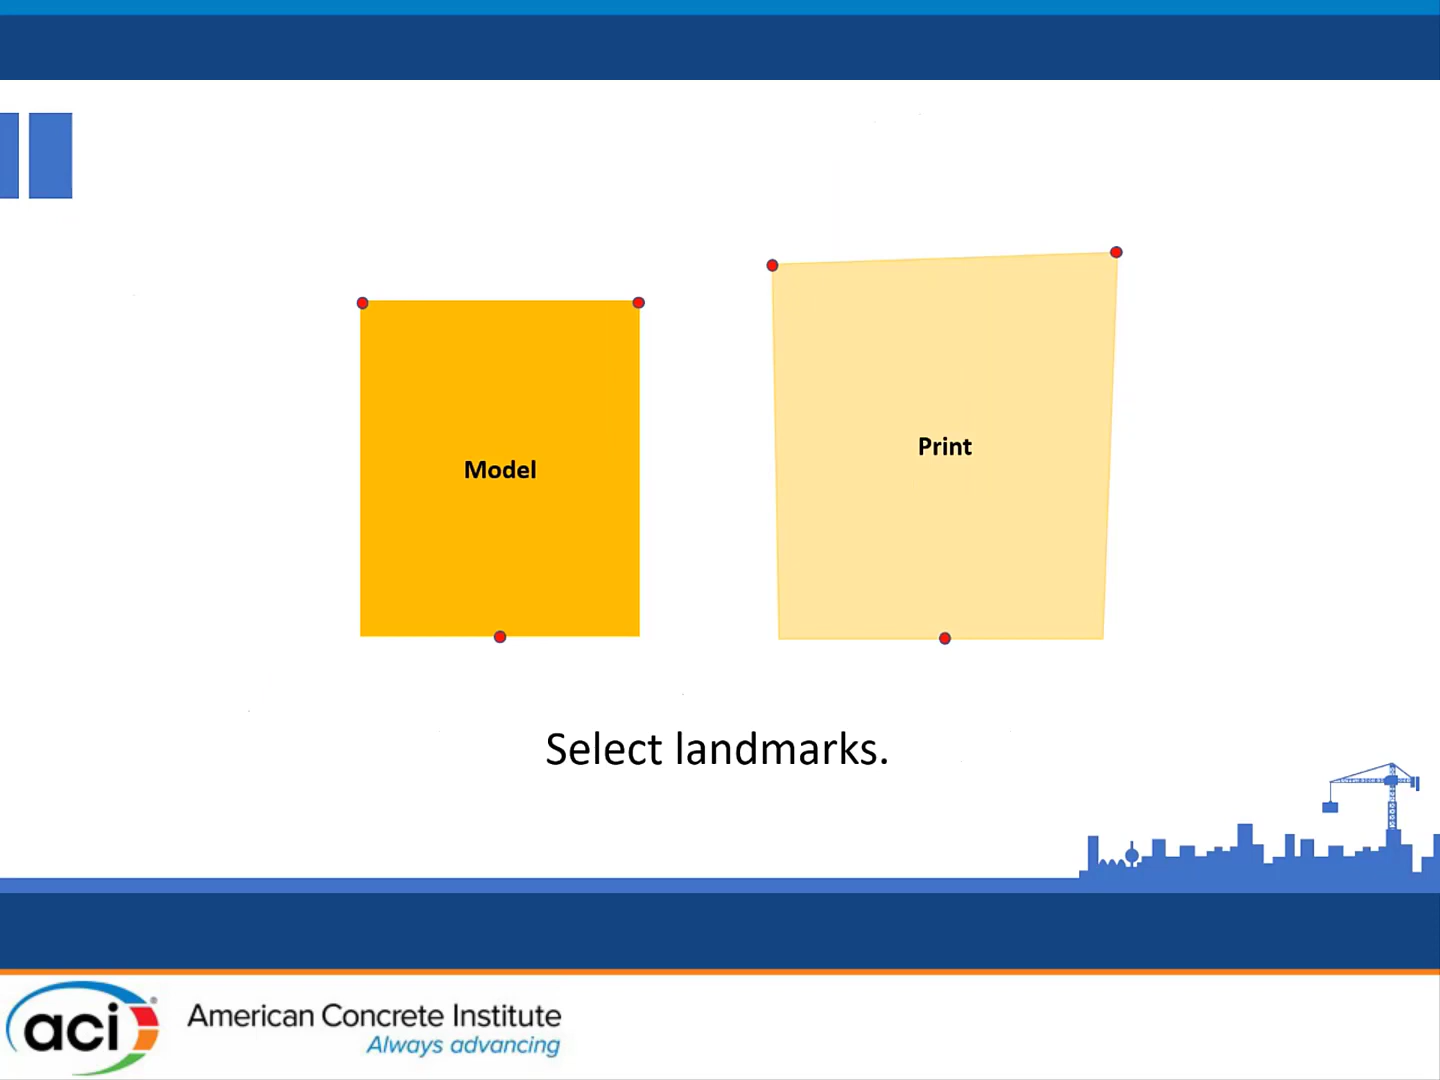 Model
Print
Select landmarks.
aci
American Concrete Institute
Always advancing